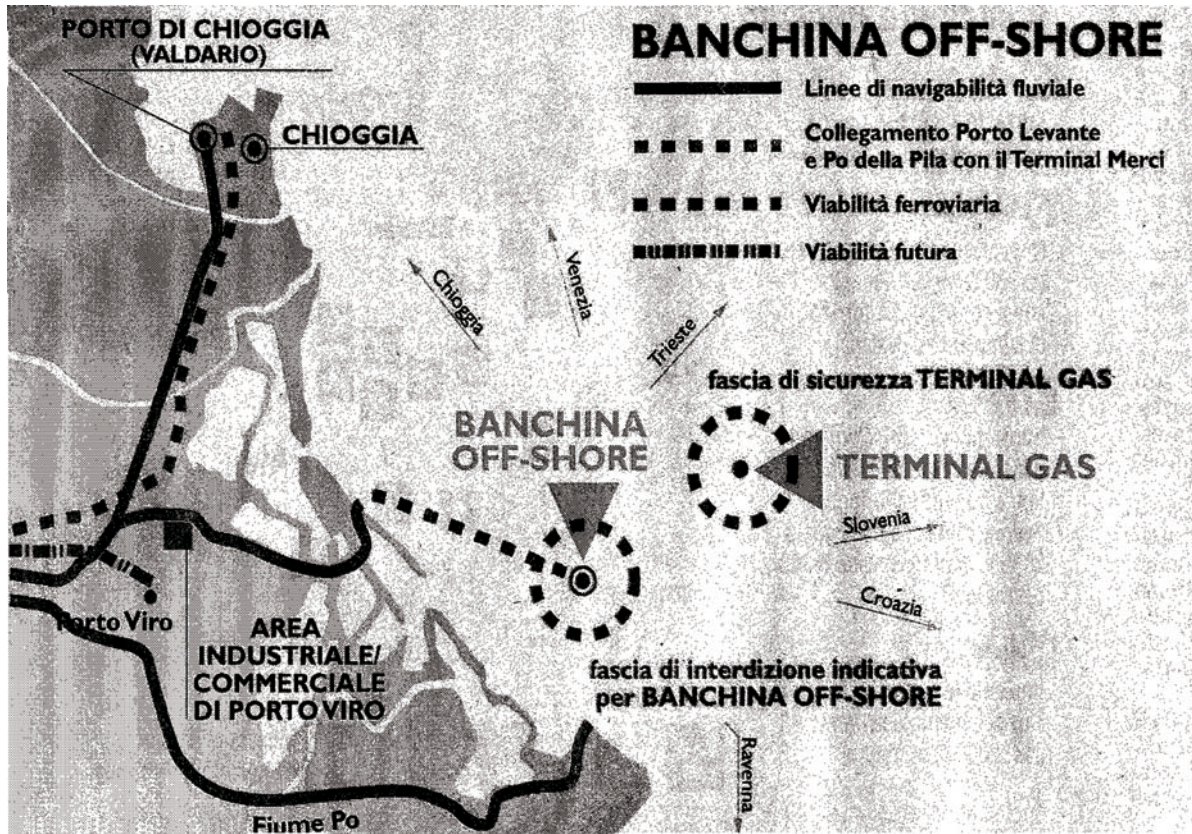 PORTO DI CHIOGGIA
(VALDARIO)
CHIOGGIA
BANCHINA OFF-SHORE
Linee di navigabilità fluviale
Collegamento Porto Levante
e Po della Pila con il Terminal Merci
Viabilità ferroviaria
Viabilità futura
Chioggia
Venezia
Trieste
fascia di sicurezza TERMINAL GAS
BANCHINA
OFF-SHORE
TERMINAL GAS
Slovenia
Croazia
Porto Viro
AREA
INDUSTRIALE/
COMMERCIALE
DI PORTO VIRO
fascia di interdizione indicativa
per BANCHINA OFF-SHORE
Ravenna
Fiume Po